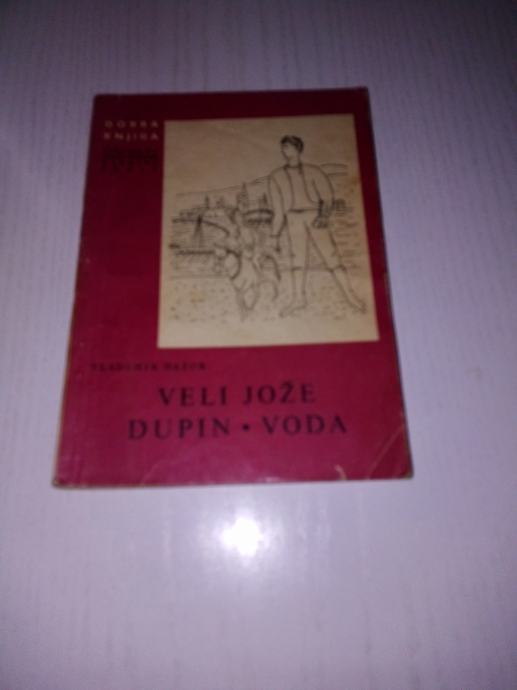 DOBRA
KNJIGA
VLADIMIR NAZOR
VELI JOŽE
DUPIN • VODA